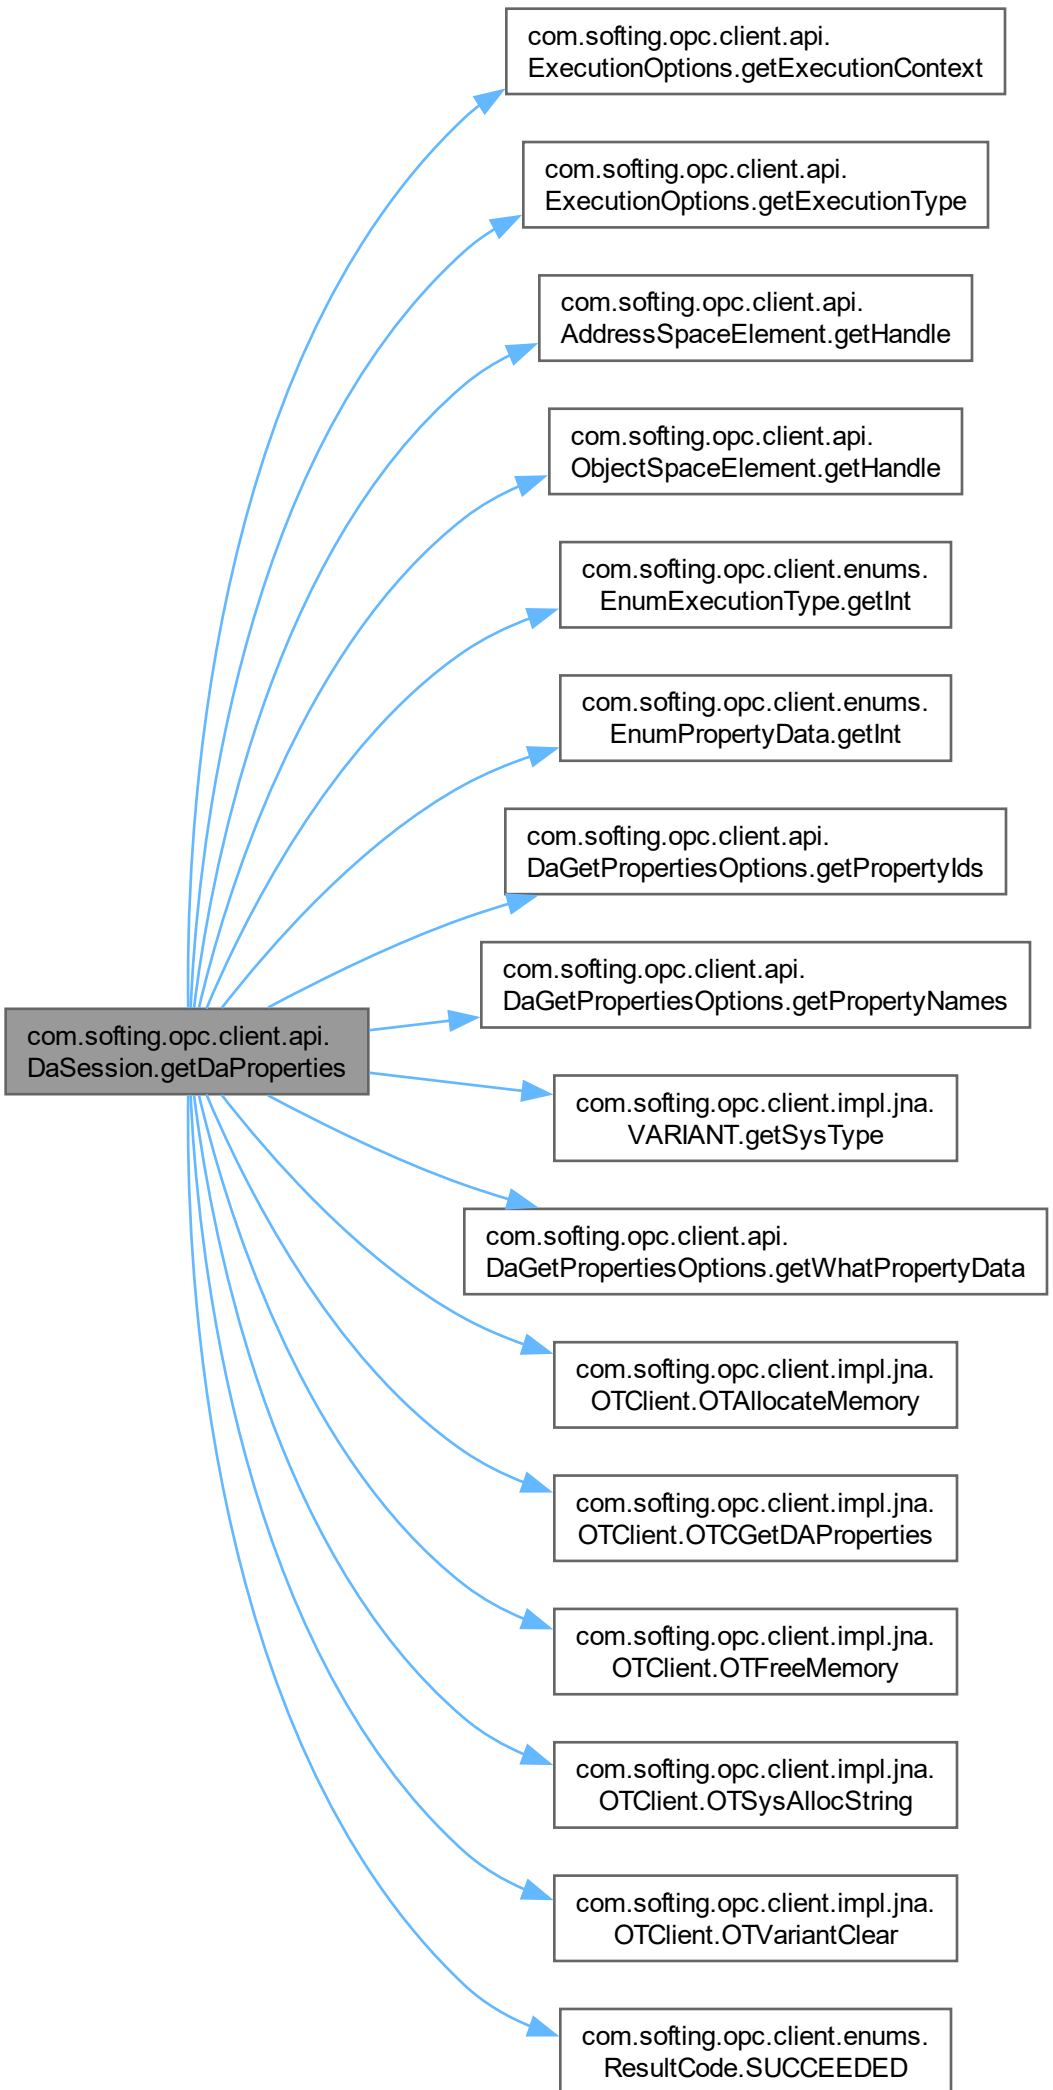 com.softing.opc.client.api.
ExecutionOptions.getExecutionContext
com.softing.opc.client.api.
ExecutionOptions.getExecutionType
com.softing.opc.client.api.
AddressSpaceElement.getHandle
com.softing.opc.client.api.
ObjectSpaceElement.getHandle
com.softing.opc.client.enums.
EnumExecutionType.getInt
com.softing.opc.client.enums.
EnumPropertyData.getInt
com.softing.opc.client.api.
DaGetPropertiesOptions.getPropertyIds
com.softing.opc.client.api.
DaGetPropertiesOptions.getPropertyNames
com.softing.opc.client.api.
DaSession.getDaProperties
com.softing.opc.client.impl.jna.
VARIANT.getSysType
com.softing.opc.client.api.
DaGetPropertiesOptions.getWhatPropertyData
com.softing.opc.client.impl.jna.
OTClient.OTAllocateMemory
com.softing.opc.client.impl.jna.
OTClient.OTCGetDAProperties
com.softing.opc.client.impl.jna.
OTClient.OTFreeMemory
com.softing.opc.client.impl.jna.
OTClient.OTSysAllocString
com.softing.opc.client.impl.jna.
OTClient.OTVariantClear
com.softing.opc.client.enums.
ResultCode.SUCCEEDED